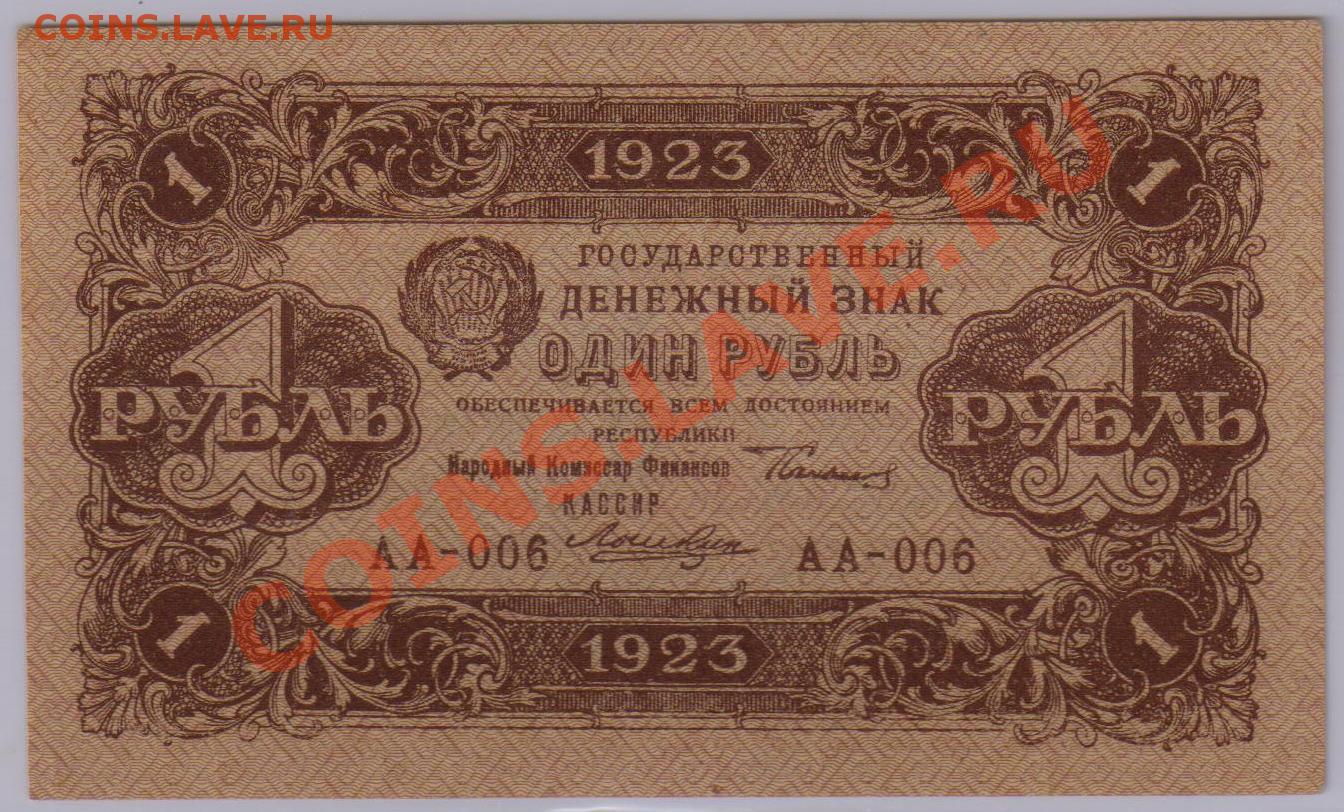 COINS.LAVE.RU
1 1923 1
ГОСУДАРСТВЕННЫЙ
ДЕНЕЖНЫЙ ЗНАК
ОДИН РУБЛЬ
1 РУБЛЬ 1 РУБЛЬ
ОБЕСПЕЧИВАЕТСЯ ВСЕМ ДОСТОЯНИЕМ
РЕСПУБЛИКИ
Народный Комиссар Финансов
КАССИР
АА-006 АА-006
1 1923 1
COINS.LAVE.RU